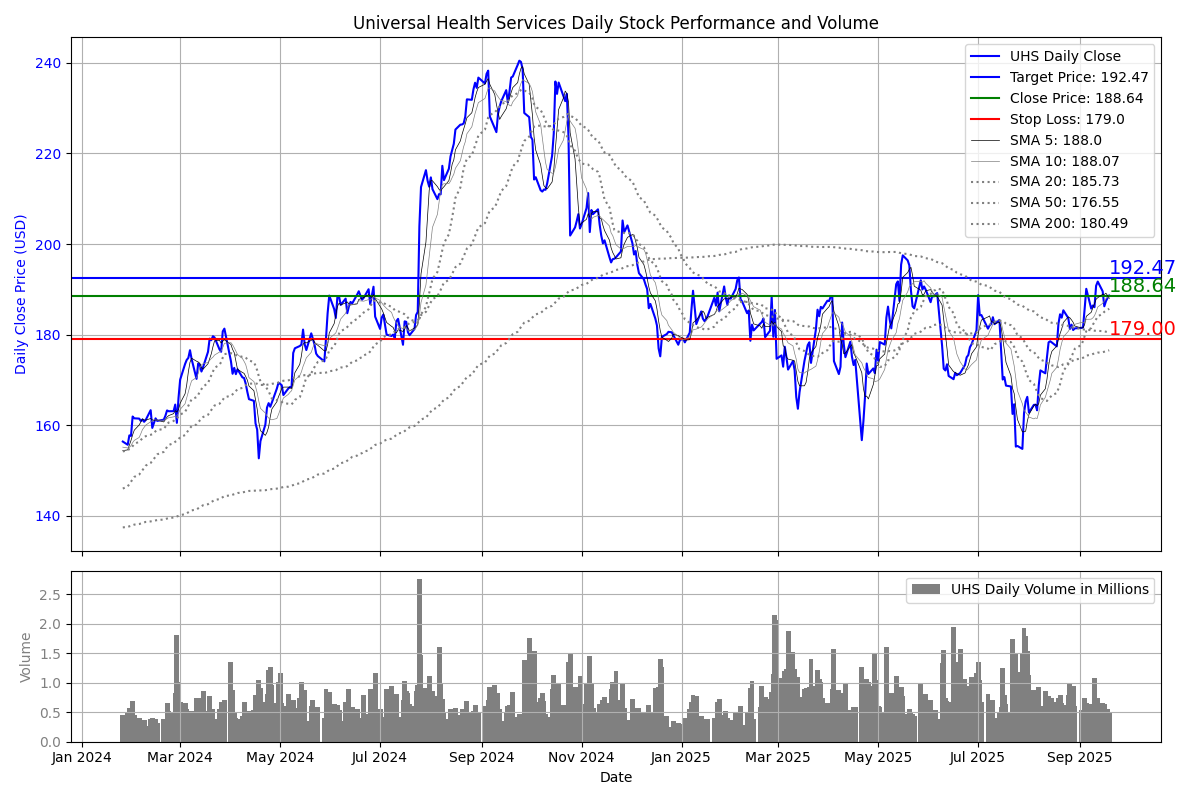 Universal Health Services Daily Stock Performance and Volume
Daily Close Price (USD)
240
220
200
180
160
140
UHS Daily Close
Target Price: 192.47
Close Price: 188.64
Stop Loss: 179.0
SMA 5: 188.0
SMA 10: 188.07
SMA 20: 185.73
SMA 50: 176.55
SMA 200: 180.49
192.47
188.64
179.00
Volume
2.5
2.0
1.5
1.0
0.5
0.0
UHS Daily Volume in Millions
Jan 2024 Mar 2024 May 2024 Jul 2024 Sep 2024 Nov 2024 Jan 2025 Mar 2025 May 2025 Jul 2025 Sep 2025
Date